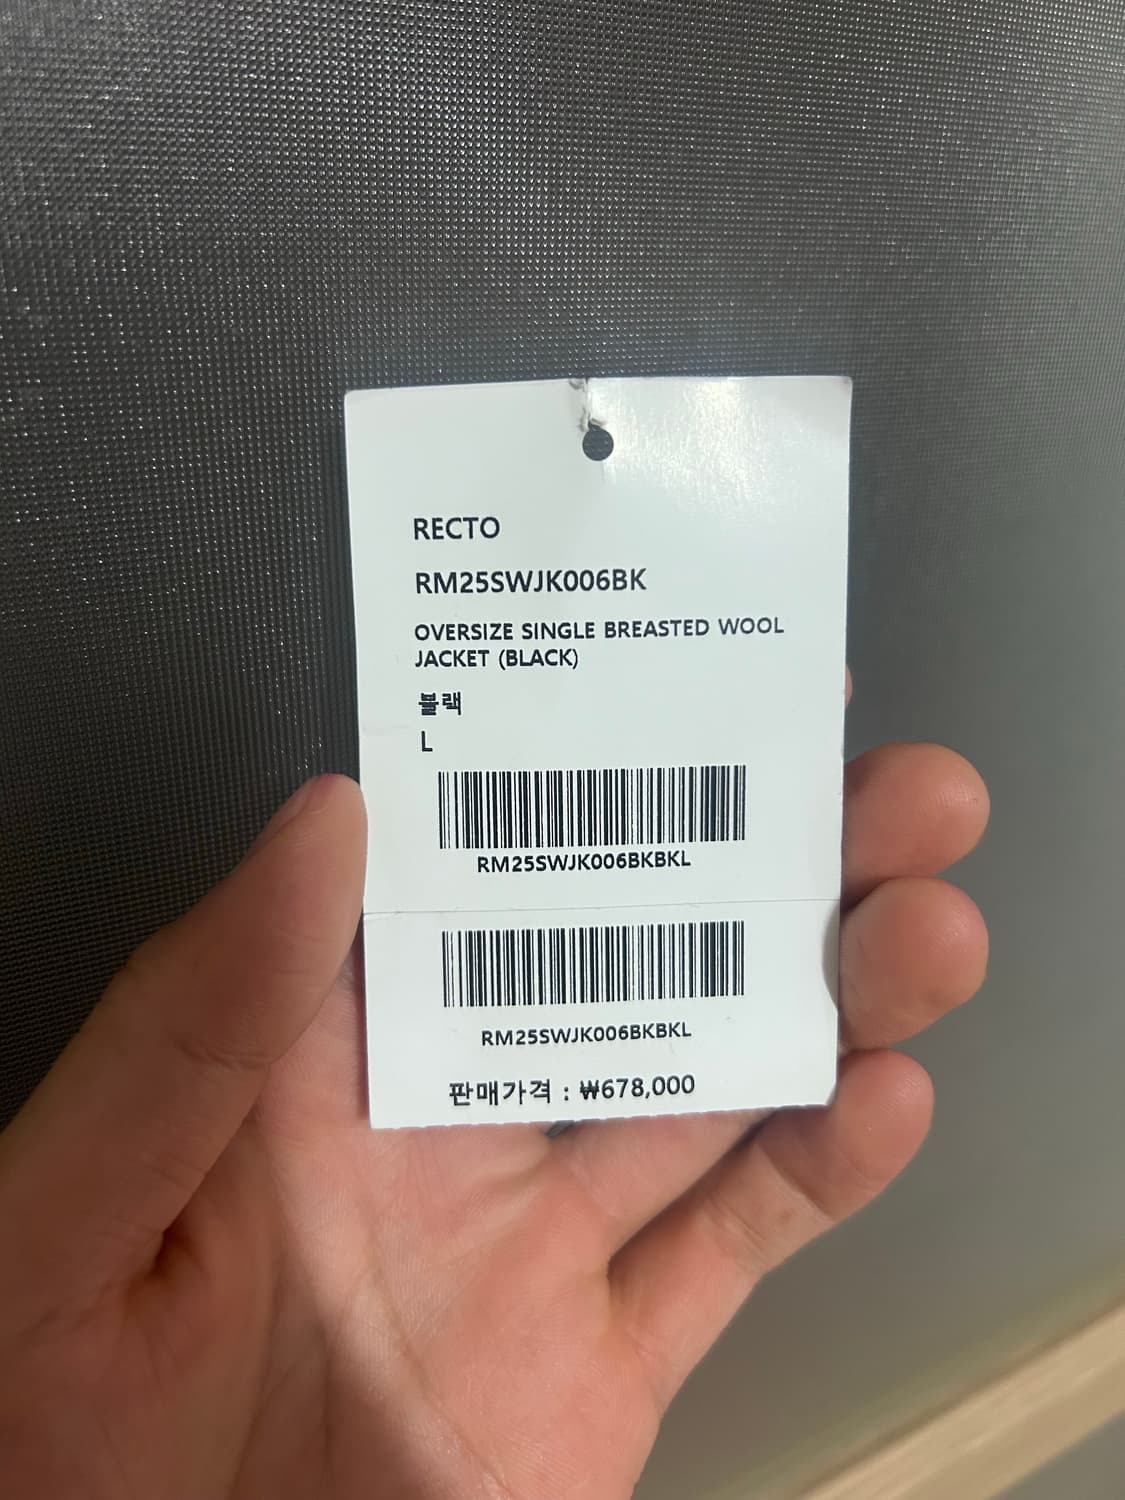 RECTO
RM25SWJK006BK
OVERSIZE SINGLE BREASTED WOOL
JACKET (BLACK)
블랙
L
RM25SWJK006BKBKL
RM25SWJK006BKBKL
판매가격 : ₩678,000